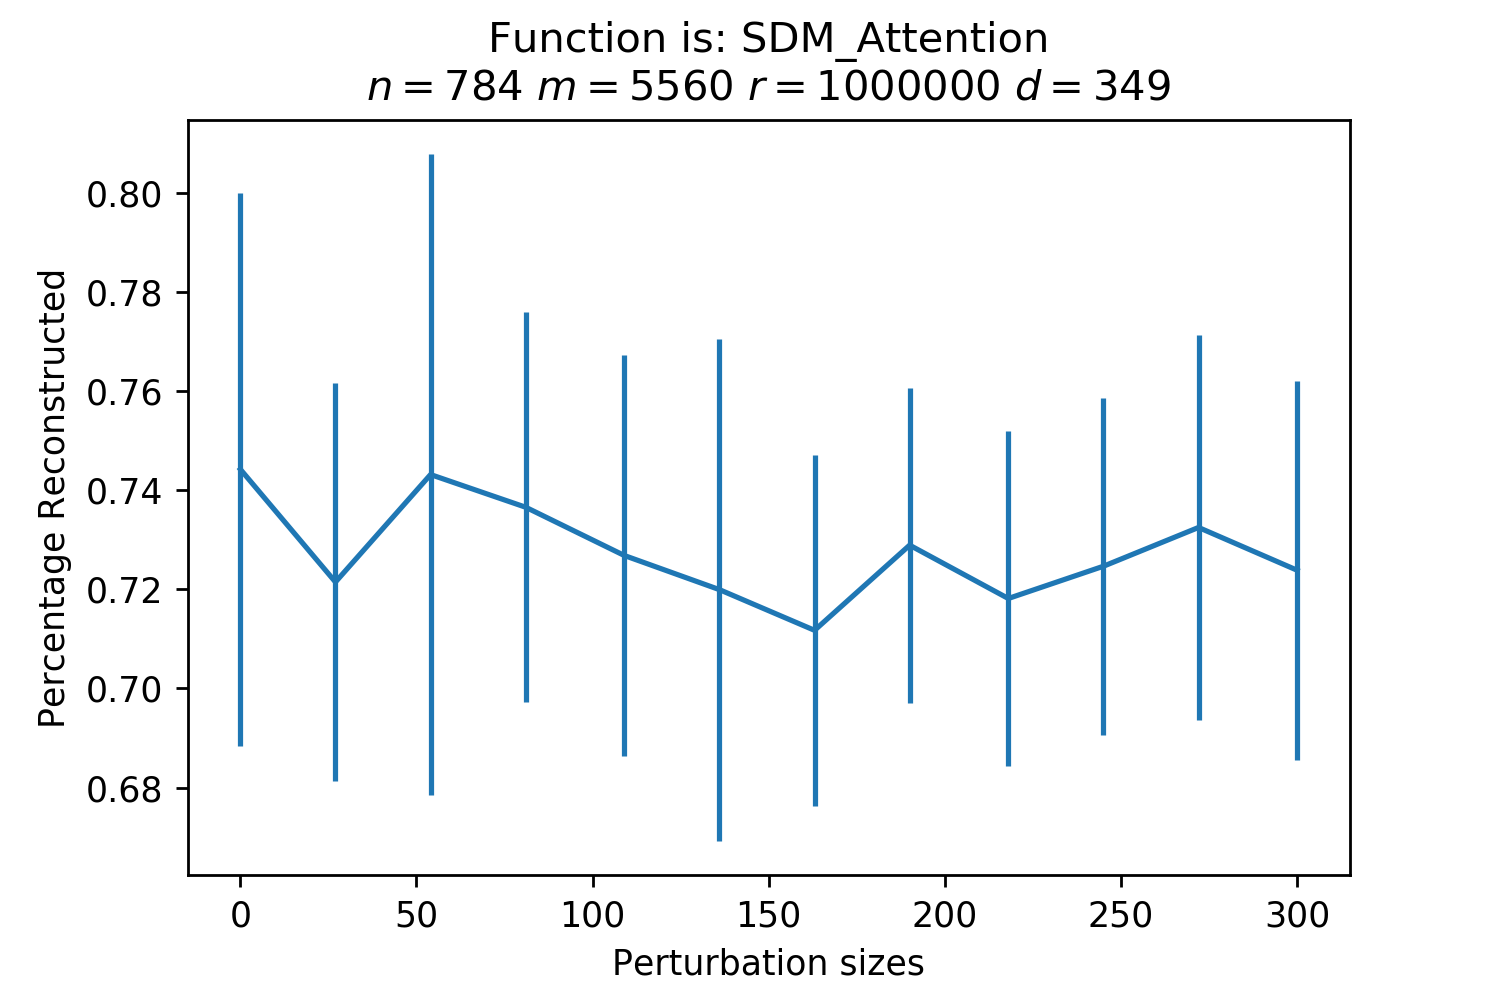 Function is: SDM_Attention
n = 784 m = 5560 r = 1000000 d = 349
Percentage Reconstructed
0.80
0.78
0.76
0.74
0.72
0.70
0.68
0 50 100 150 200 250 300
Perturbation sizes